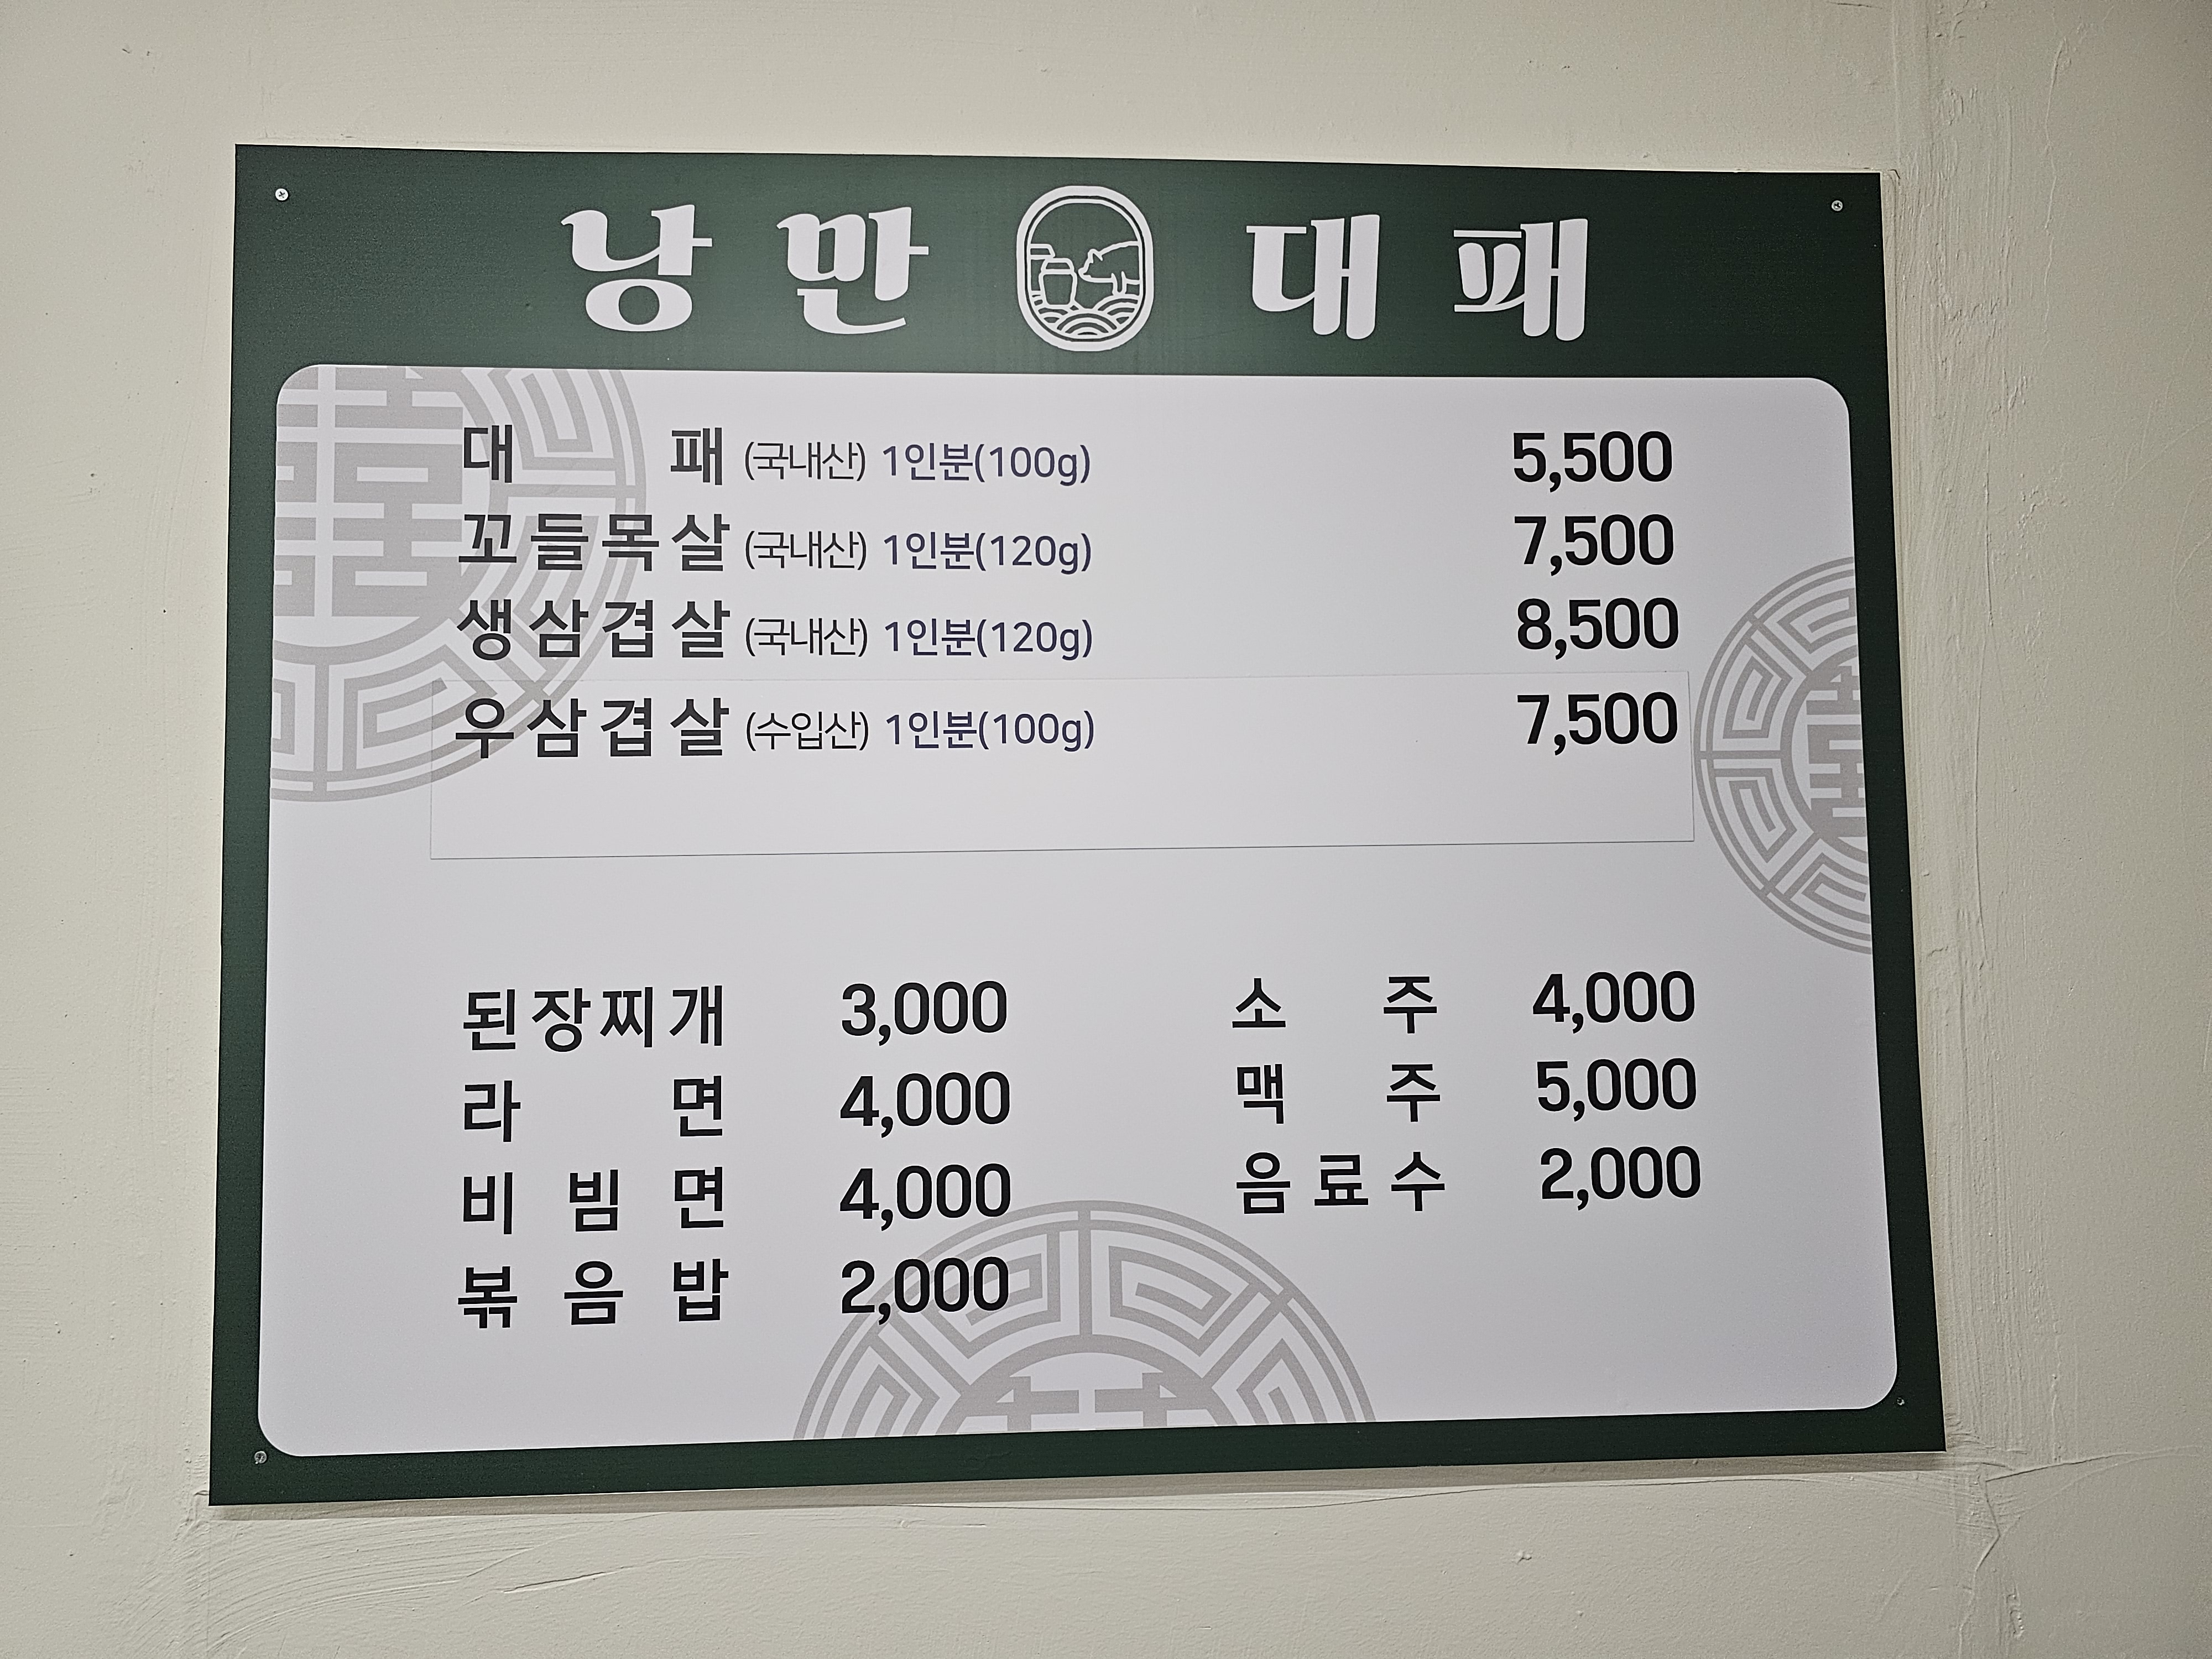 낭만 대패
대패 (국내산) 1인분(100g) 5,500
꼬들목살 (국내산) 1인분(120g) 7,500
생삼겹살 (국내산) 1인분(120g) 8,500
우삼겹살 (수입산) 1인분(100g) 7,500
된장찌개 3,000
라면 4,000
비빔면 4,000
볶음밥 2,000
소주 4,000
맥주 5,000
음료수 2,000